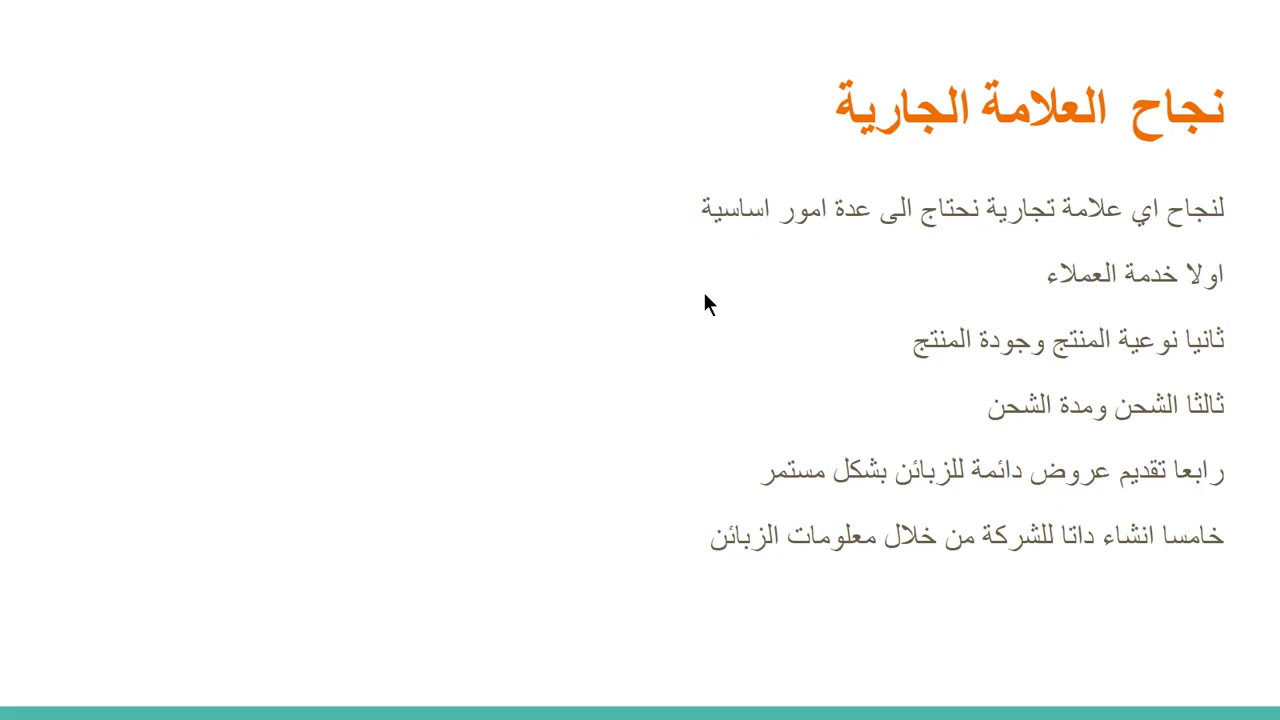 نجاح العلامة الجارية
لنجاح اي علامة تجارية نحتاج الى عدة امور اساسية
اولا خدمة العملاء
ثانيا نوعية المنتج وجودة المنتج
ثالثا الشحن ومدة الشحن
رابعا تقديم عروض دائمة للزبائن بشكل مستمر
خامسا انشاء داتا للشركة من خلال معلومات الزبائن